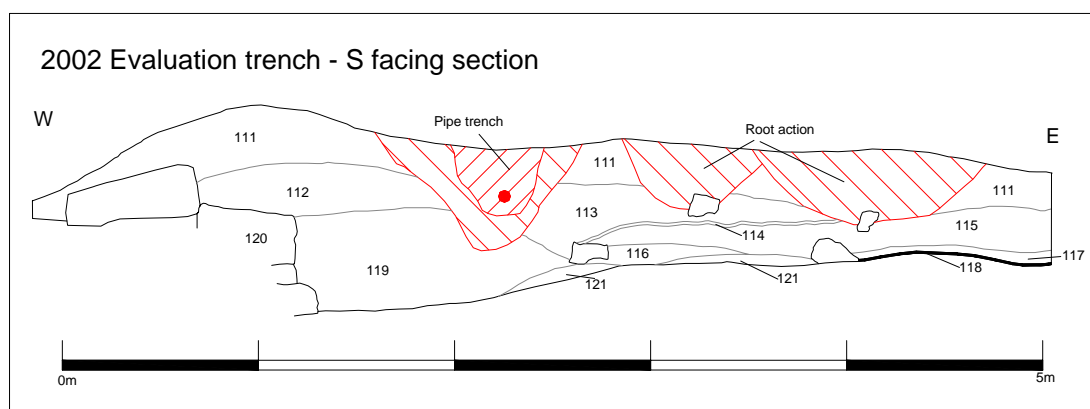 2002 Evaluation trench - S facing section
W
E
Pipe trench
Root action
111
111
111
112
113
114
115
116
117
118
119
120
121
121
0m
5m